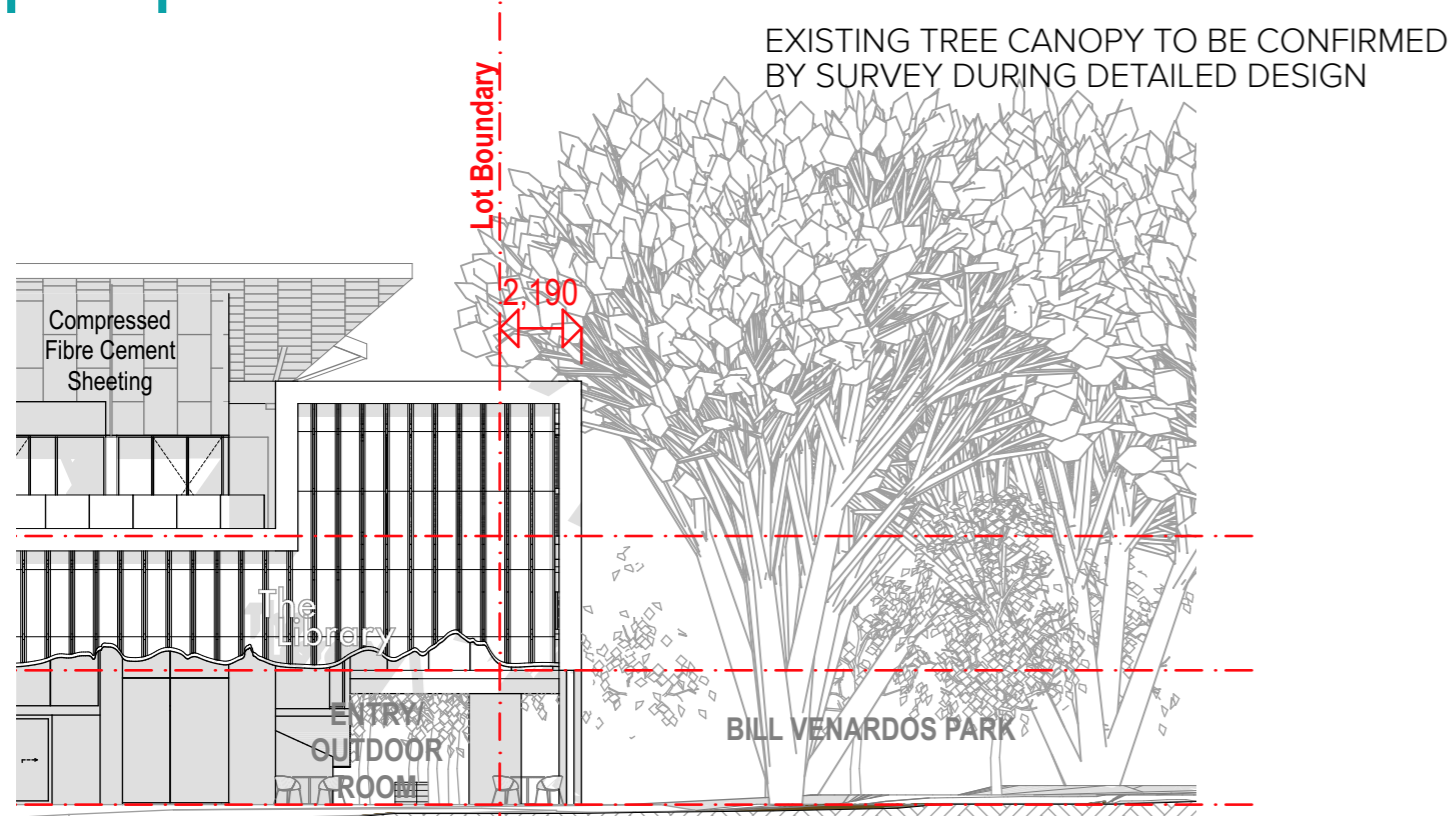 EXISTING TREE CANOPY TO BE CONFIRMED
BY SURVEY DURING DETAILED DESIGN
Lot Boundary
2,190
Compressed
Fibre Cement
Sheeting
The
Library
ENTRY/
OUTDOOR
ROOM
BILL VENARDOS PARK